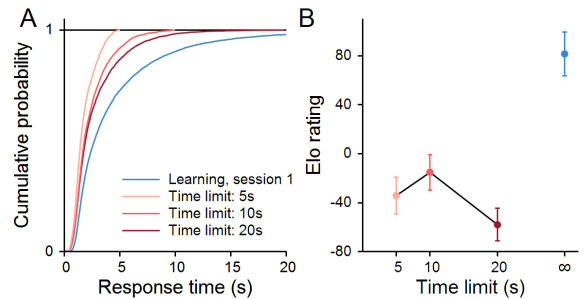 A
B
Cumulative probability
1
0
Learning, session 1
Time limit: 5s
Time limit: 10s
Time limit: 20s
0
5
10
15
20
Response time (s)
Elo rating
80
40
0
-40
-80
5
10
20
∞
Time limit (s)